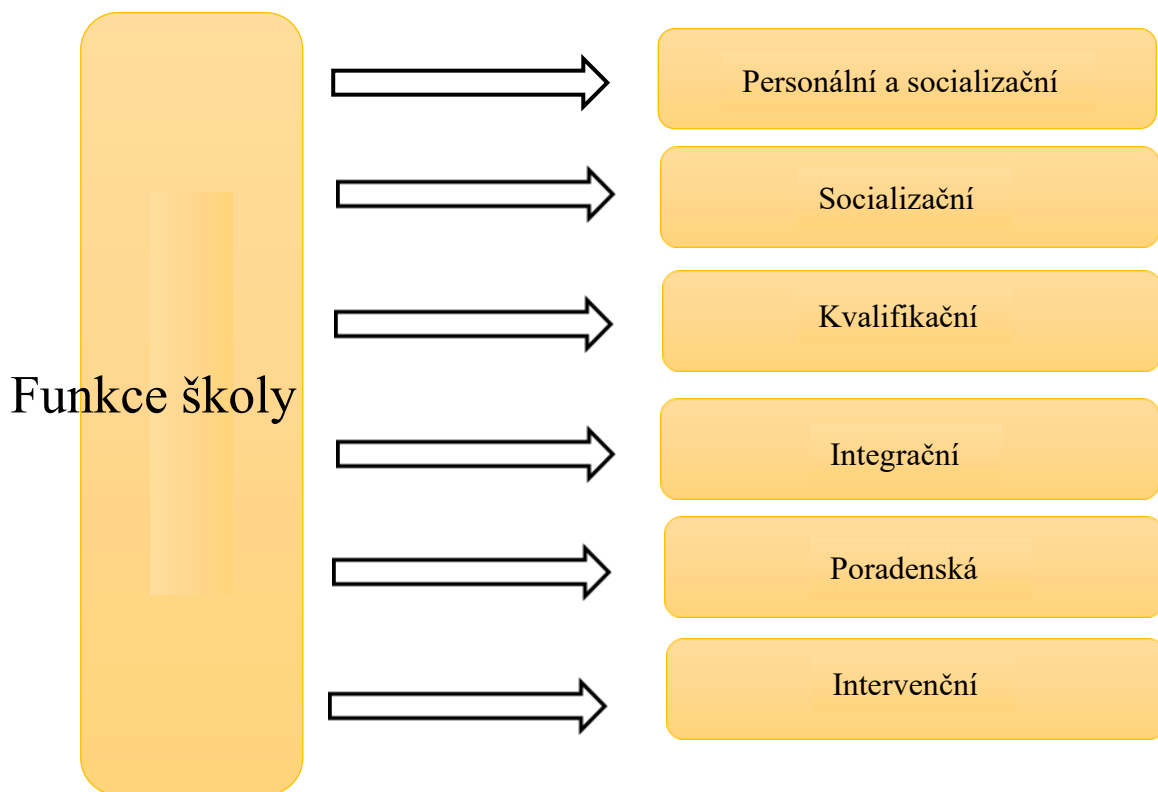 Funkce školy
Personální a socializační
Socializační
Kvalifikační
Integrační
Poradenská
Intervenční